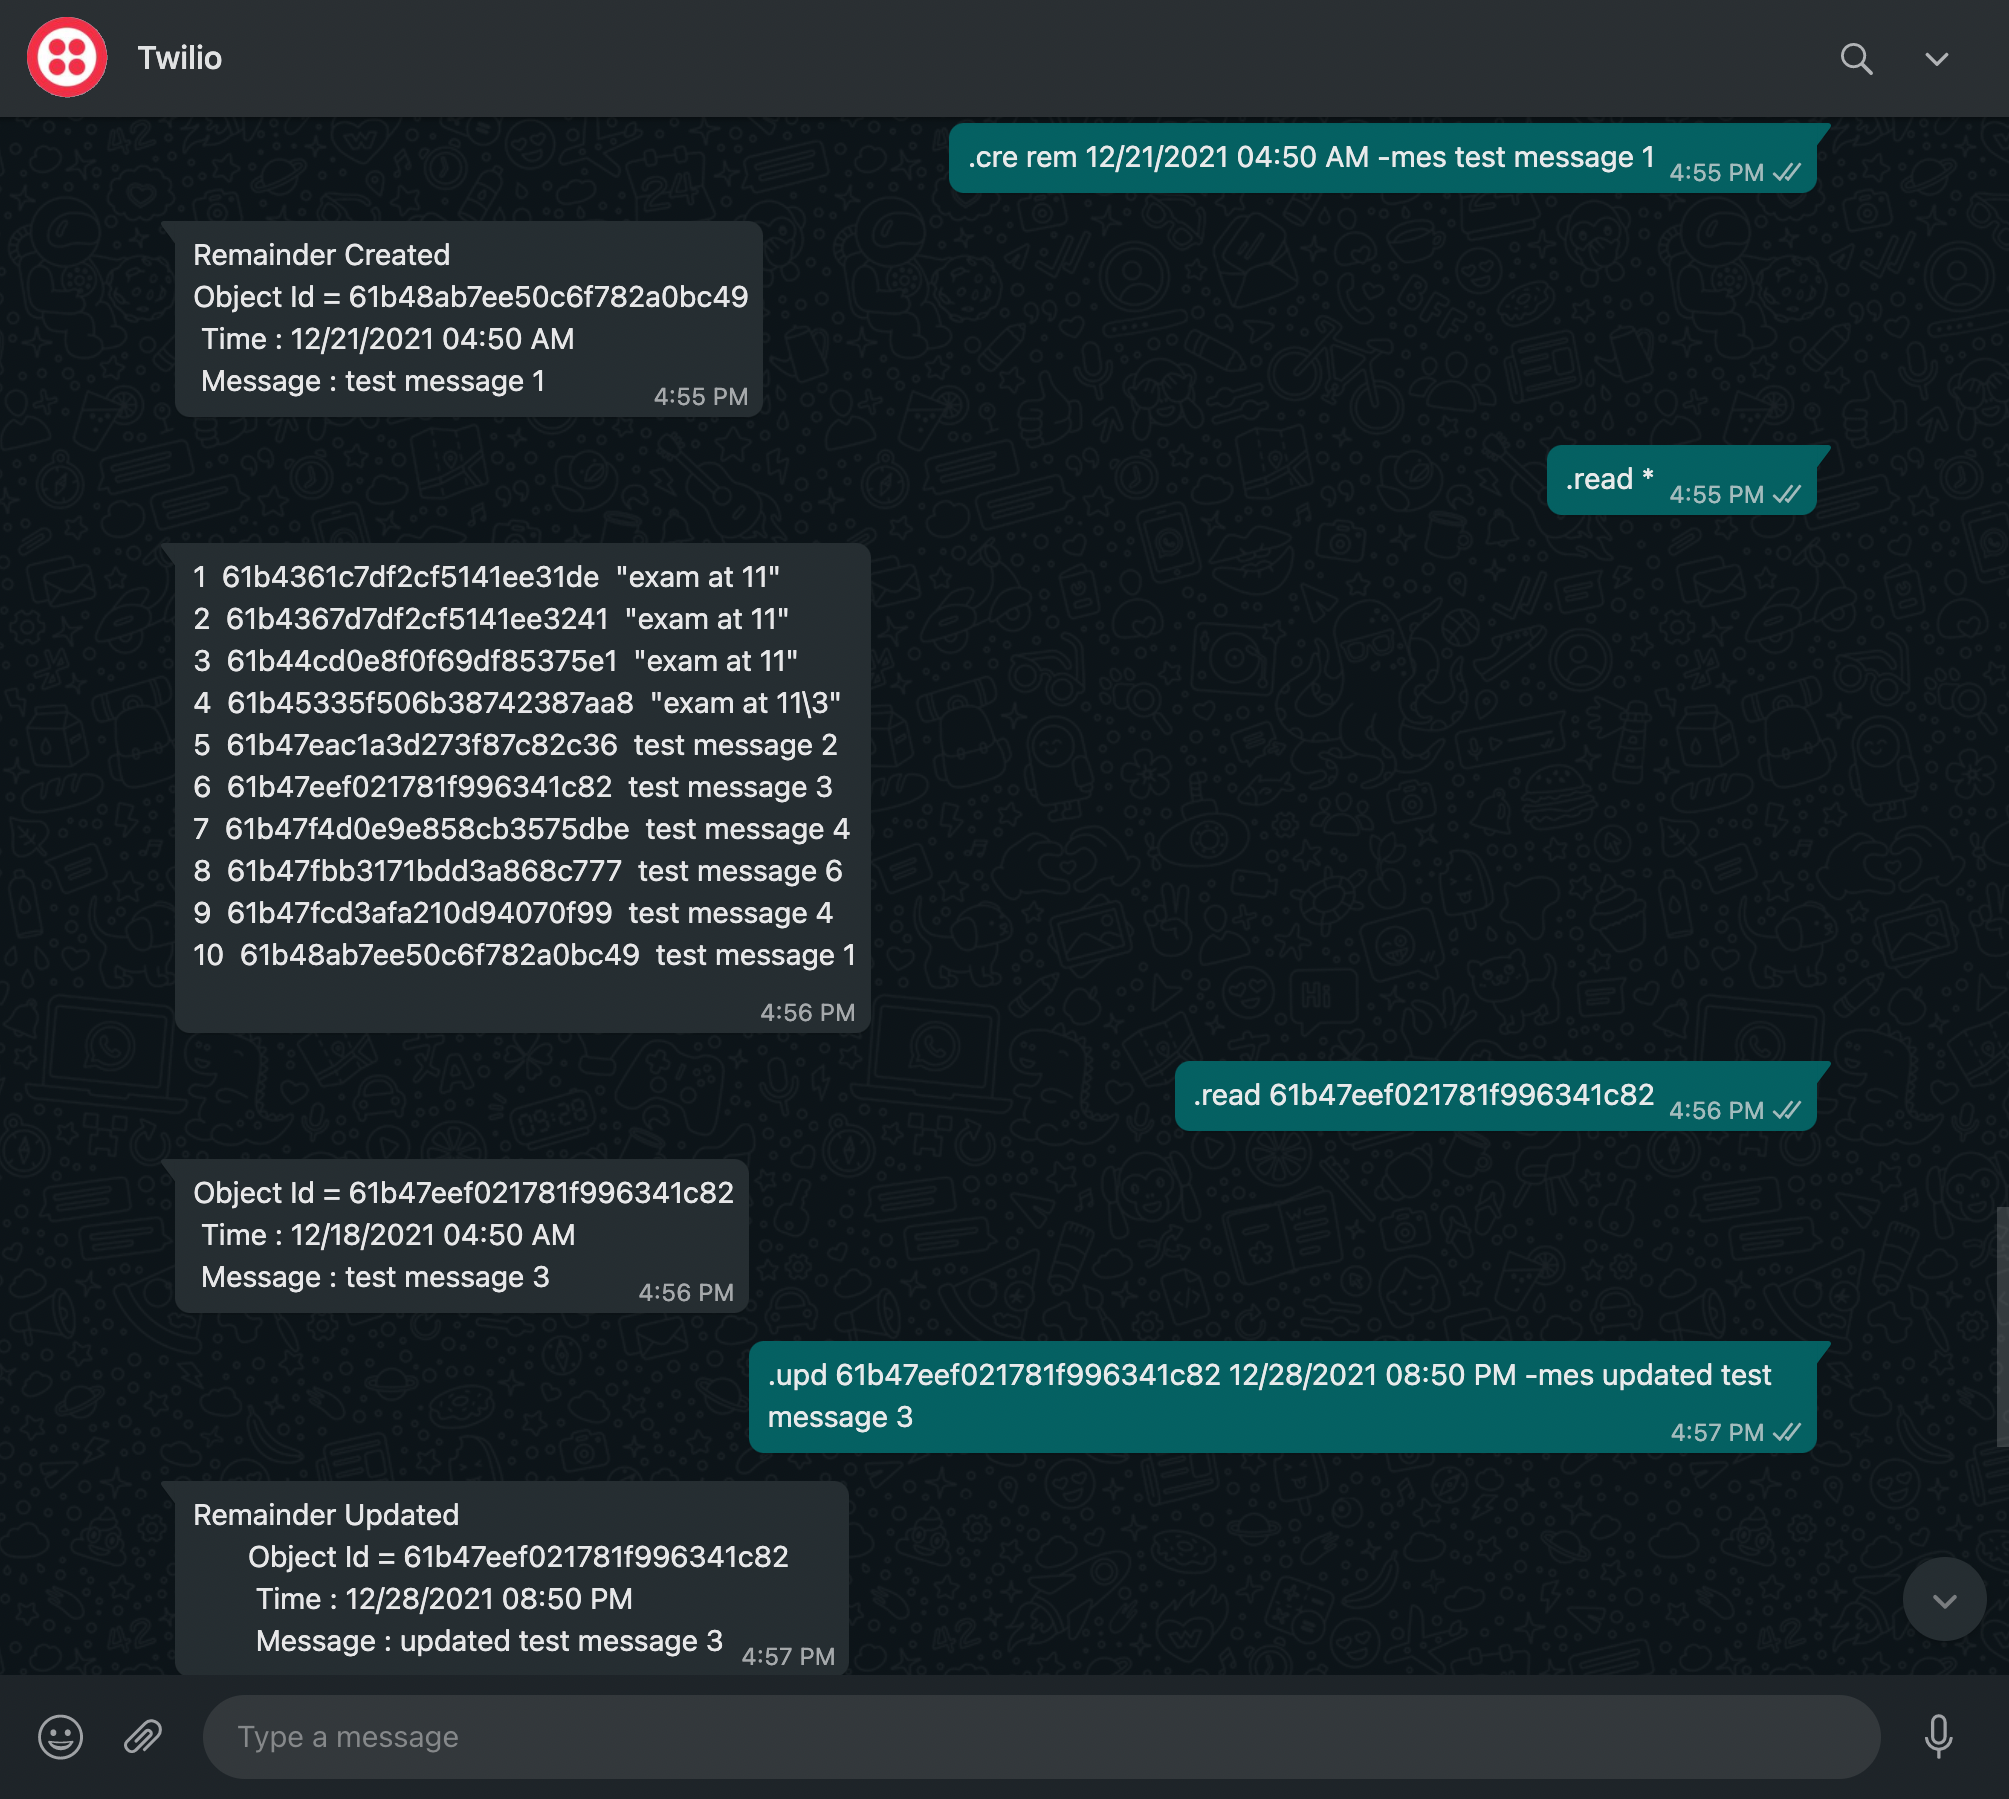 Twilio
.cre rem 12/21/2021 04:50 AM -mes test message 1
4:55 PM
Remainder Created
Object Id = 61b48ab7ee50c6f782a0bc49
Time : 12/21/2021 04:50 AM
Message : test message 1
4:55 PM
.read *
4:55 PM
1 61b4361c7df2cf5141ee31de "exam at 11"
2 61b4367d7df2cf5141ee3241 "exam at 11"
3 61b44cd0e8f0f69df85375e1 "exam at 11"
4 61b45335f506b38742387aa8 "exam at 11\3"
5 61b47eac1a3d273f87c82c36 test message 2
6 61b47eef021781f996341c82 test message 3
7 61b47f4d0e9e858cb3575dbe test message 4
8 61b47fbb3171bdd3a868c777 test message 6
9 61b47fcd3afa210d94070f99 test message 4
10 61b48ab7ee50c6f782a0bc49 test message 1
4:56 PM
.read 61b47eef021781f996341c82
4:56 PM
Object Id = 61b47eef021781f996341c82
Time : 12/18/2021 04:50 AM
Message : test message 3
4:56 PM
.upd 61b47eef021781f996341c82 12/28/2021 08:50 PM -mes updated test
message 3
4:57 PM
Remainder Updated
Object Id = 61b47eef021781f996341c82
Time : 12/28/2021 08:50 PM
Message : updated test message 3
4:57 PM
Type a message